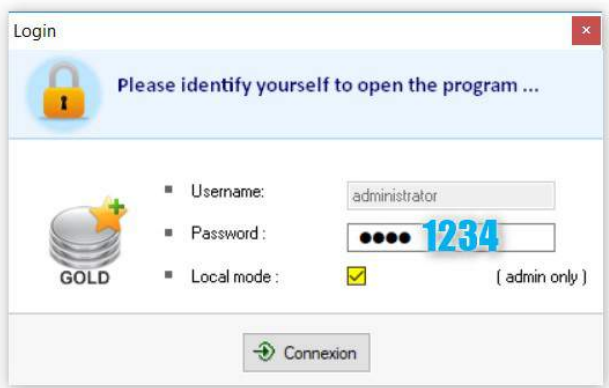 Login
Please identify yourself to open the program ...
Username: administrator
Password : ●●●● 1234
Local mode : ( admin only )
GOLD
Connexion